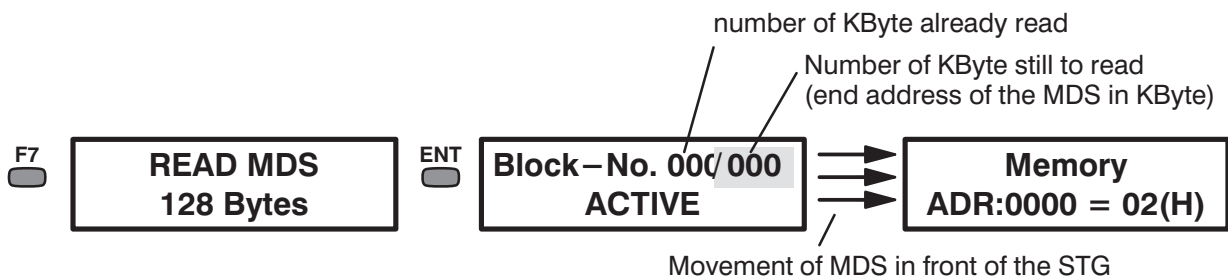 number of KByte already read
Number of KByte still to read
(end address of the MDS in KByte)
F7
READ MDS
128 Bytes
ENT
Block–No. 000/000
ACTIVE
Memory
ADR:0000 = 02(H)
Movement of MDS in front of the STG